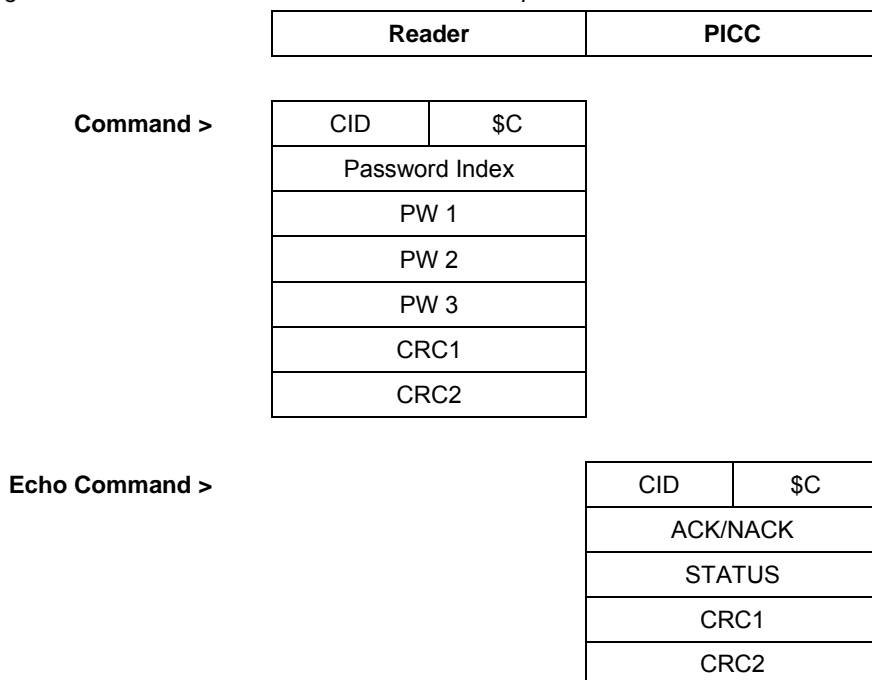 Reader PICC
Command > CID $C
Password Index
PW 1
PW 2
PW 3
CRC1
CRC2
Echo Command > CID $C
ACK/NACK
STATUS
CRC1
CRC2